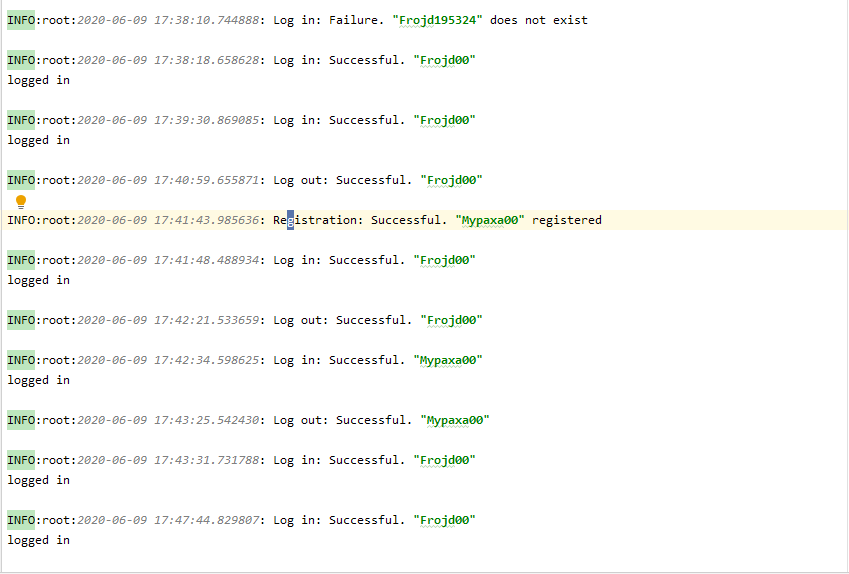 INFO:root:2020-06-09 17:38:10.744888: Log in: Failure. "Frojd195324" does not exist
INFO:root:2020-06-09 17:38:18.658628: Log in: Successful. "Frojd00"
logged in
INFO:root:2020-06-09 17:39:30.869085: Log in: Successful. "Frojd00"
logged in
INFO:root:2020-06-09 17:40:59.655871: Log out: Successful. "Frojd00"
INFO:root:2020-06-09 17:41:43.985636: Registration: Successful. "Mypaxa00" registered
INFO:root:2020-06-09 17:41:48.488934: Log in: Successful. "Frojd00"
logged in
INFO:root:2020-06-09 17:42:21.533659: Log out: Successful. "Frojd00"
INFO:root:2020-06-09 17:42:34.598625: Log in: Successful. "Mypaxa00"
logged in
INFO:root:2020-06-09 17:43:25.542430: Log out: Successful. "Mypaxa00"
INFO:root:2020-06-09 17:43:31.731788: Log in: Successful. "Frojd00"
logged in
INFO:root:2020-06-09 17:47:44.829807: Log in: Successful. "Frojd00"
logged in